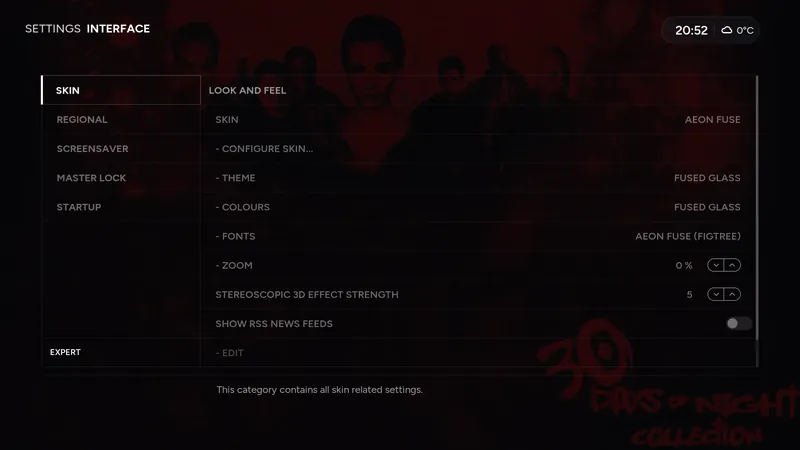 SETTINGS INTERFACE
20:52 0°C
SKIN
REGIONAL
SCREENSAVER
MASTER LOCK
STARTUP
EXPERT
LOOK AND FEEL
SKIN AEON FUSE
- CONFIGURE SKIN...
- THEME FUSED GLASS
- COLOURS FUSED GLASS
- FONTS AEON FUSE (FIGTREE)
- ZOOM 0 %
STEREOSCOPIC 3D EFFECT STRENGTH 5
SHOW RSS NEWS FEEDS
- EDIT
This category contains all skin related settings.
30
DAYS OF NIGHT
COLLECTION